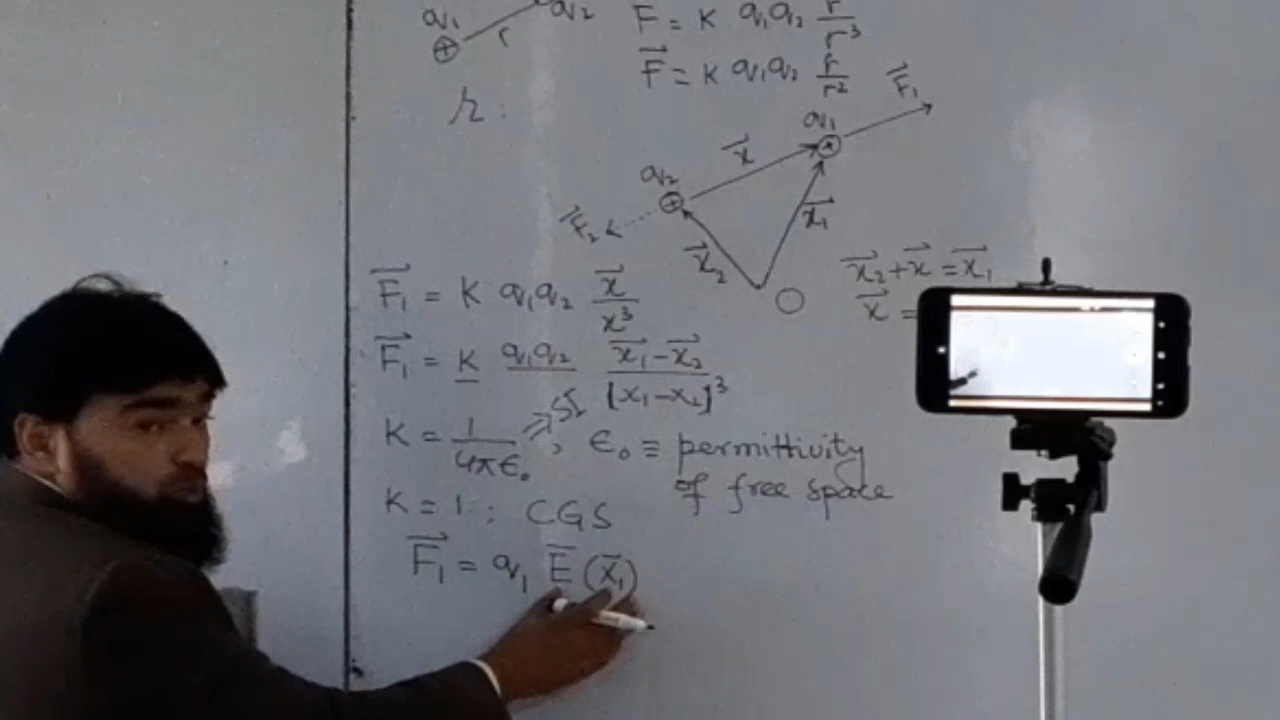 q₁
q₂
r
F = K q₁q₂ r/r³
F⃗ = K q₁q₂ r̂/r²
r :
F⃗₁
q₁
x⃗
q₂
F⃗₂
x⃗₁
x⃗₂
x⃗₂ + x⃗ = x⃗₁
x⃗ =
F⃗₁ = K q₁q₂ x⃗/x³
F⃗₁ = K q₁q₂ (x⃗₁ - x⃗₂)/[x₁ - x₂]³
K = 1/4πϵ₀ ⇒ SI , ϵ₀ ≡ permittivity
of free space
K = 1 : CGS
F⃗₁ = q₁ E⃗ (x⃗₁)